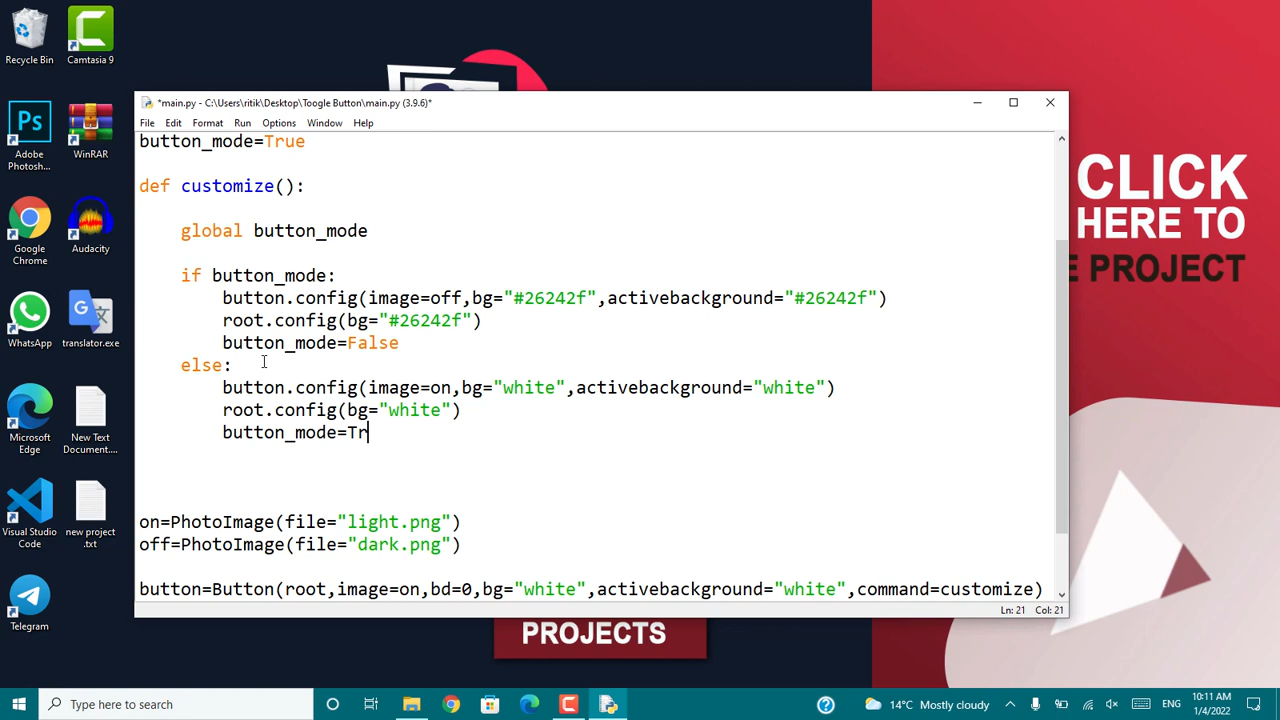 Recycle Bin
Camtasia 9
Ps
Adobe Photosh...
WinRAR
Google Chrome
Audacity
WhatsApp
translator.exe
Microsoft Edge
New Text Document....
Visual Studio Code
new project .txt
Telegram
*main.py - C:\Users\ritik\Desktop\Toogle Button\main.py (3.9.6)*
File Edit Format Run Options Window Help
button_mode=True
def customize():
global button_mode
if button_mode:
button.config(image=off,bg="#26242f",activebackground="#26242f")
root.config(bg="#26242f")
button_mode=False
else:
button.config(image=on,bg="white",activebackground="white")
root.config(bg="white")
button_mode=Tr
on=PhotoImage(file="light.png")
off=PhotoImage(file="dark.png")
button=Button(root,image=on,bd=0,bg="white",activebackground="white",command=customize)
Ln: 21 Col: 21
CLICK
HERE TO
E PROJECT
PROJECTS
Type here to search
14°C Mostly cloudy
ENG
10:11 AM
1/4/2022